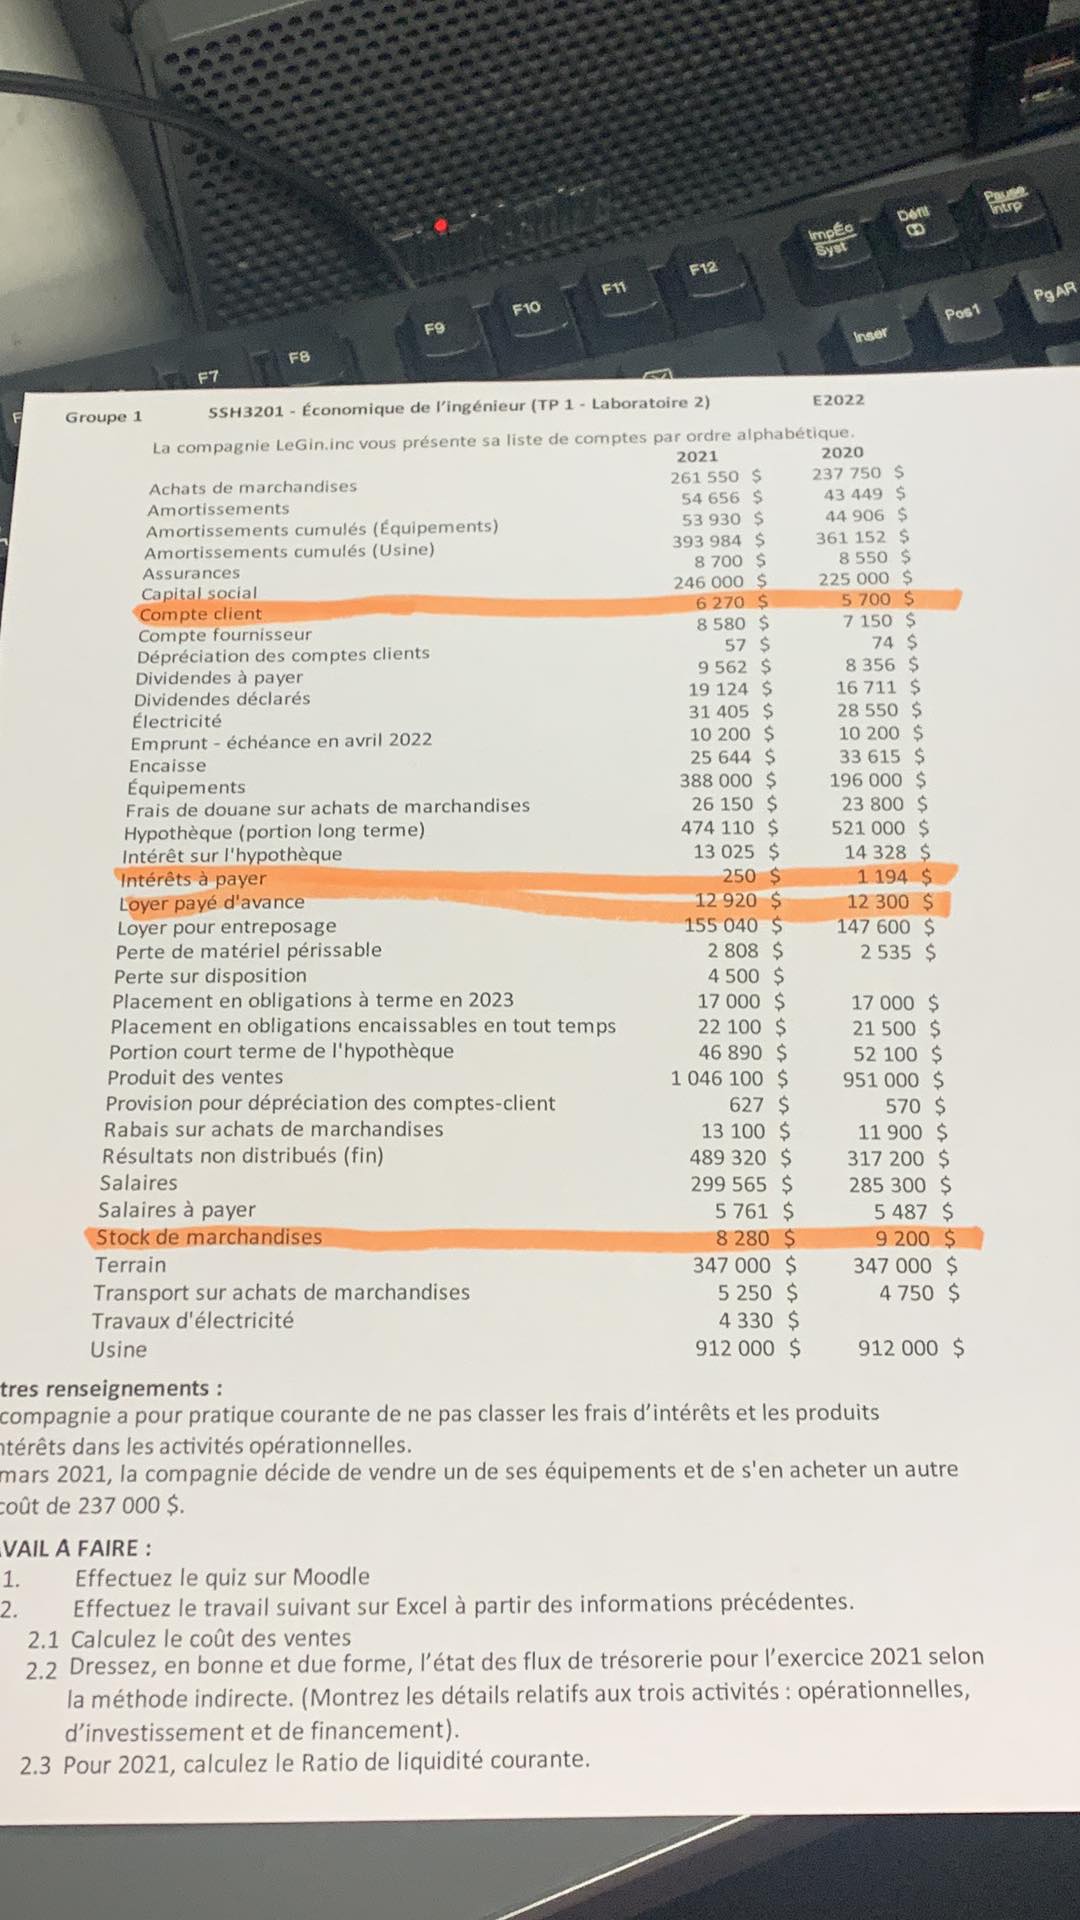 ImpÉc
Syst
Défil
Pause
Intrp
F12
F11
F10
F9
F8
F7
F
Inser
Pos1
PgAR
Groupe 1 SSH3201 - Économique de l'ingénieur (TP 1 - Laboratoire 2) E2022
La compagnie LeGin.inc vous présente sa liste de comptes par ordre alphabétique.
2021 2020
Achats de marchandises 261 550 $ 237 750 $
Amortissements 54 656 $ 43 449 $
Amortissements cumulés (Équipements) 53 930 $ 44 906 $
Amortissements cumulés (Usine) 393 984 $ 361 152 $
Assurances 8 700 $ 8 550 $
Capital social 246 000 $ 225 000 $
Compte client 6 270 $ 5 700 $
Compte fournisseur 8 580 $ 7 150 $
Dépréciation des comptes clients 57 $ 74 $
Dividendes à payer 9 562 $ 8 356 $
Dividendes déclarés 19 124 $ 16 711 $
Électricité 31 405 $ 28 550 $
Emprunt - échéance en avril 2022 10 200 $ 10 200 $
Encaisse 25 644 $ 33 615 $
Équipements 388 000 $ 196 000 $
Frais de douane sur achats de marchandises 26 150 $ 23 800 $
Hypothèque (portion long terme) 474 110 $ 521 000 $
Intérêt sur l'hypothèque 13 025 $ 14 328 $
Intérêts à payer 250 $ 1 194 $
Loyer payé d'avance 12 920 $ 12 300 $
Loyer pour entreposage 155 040 $ 147 600 $
Perte de matériel périssable 2 808 $ 2 535 $
Perte sur disposition 4 500 $
Placement en obligations à terme en 2023 17 000 $ 17 000 $
Placement en obligations encaissables en tout temps 22 100 $ 21 500 $
Portion court terme de l'hypothèque 46 890 $ 52 100 $
Produit des ventes 1 046 100 $ 951 000 $
Provision pour dépréciation des comptes-client 627 $ 570 $
Rabais sur achats de marchandises 13 100 $ 11 900 $
Résultats non distribués (fin) 489 320 $ 317 200 $
Salaires 299 565 $ 285 300 $
Salaires à payer 5 761 $ 5 487 $
Stock de marchandises 8 280 $ 9 200 $
Terrain 347 000 $ 347 000 $
Transport sur achats de marchandises 5 250 $ 4 750 $
Travaux d'électricité 4 330 $
Usine 912 000 $ 912 000 $
tres renseignements :
compagnie a pour pratique courante de ne pas classer les frais d'intérêts et les produits
ntérêts dans les activités opérationnelles.
mars 2021, la compagnie décide de vendre un de ses équipements et de s'en acheter un autre
coût de 237 000 $.
VAIL A FAIRE :
1. Effectuez le quiz sur Moodle
2. Effectuez le travail suivant sur Excel à partir des informations précédentes.
2.1 Calculez le coût des ventes
2.2 Dressez, en bonne et due forme, l'état des flux de trésorerie pour l'exercice 2021 selon
la méthode indirecte. (Montrez les détails relatifs aux trois activités : opérationnelles,
d'investissement et de financement).
2.3 Pour 2021, calculez le Ratio de liquidité courante.